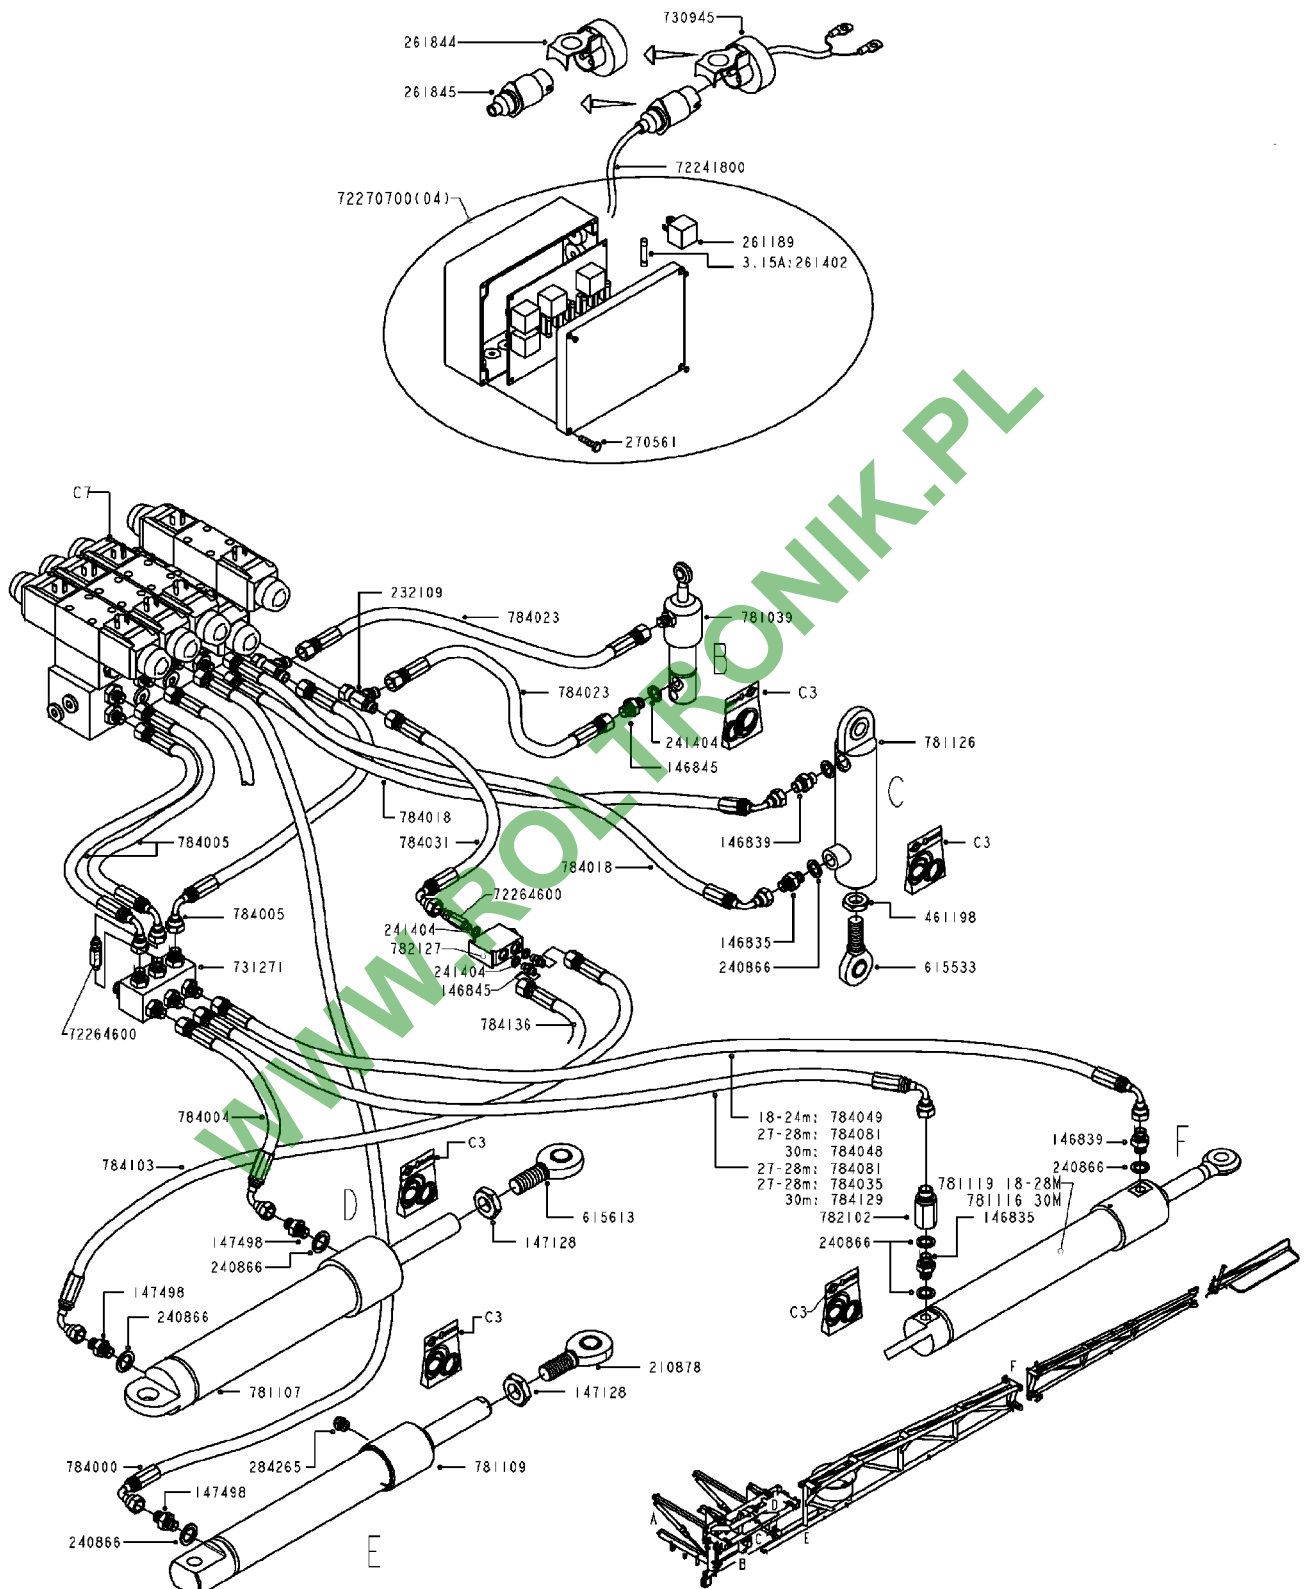 730945
261844
261845
72241800
72270700(04)
261189
3.15A:261402
270561
C7
232109
784023
781039
B
784023
C3
241404
146845
781126
C
784018
146839
784005
784031
784018
C3
72264600
461198
784005
241404
782127
146835
731271
241404
240866
615533
146845
72264600
784136
784004
18-24m: 784049
27-28m: 784081
30m: 784048
27-28m: 784081
27-28m: 784035
30m: 784129
146839
F
C3
784103
240866
781119 18-28M
781116 30M
D
615613
782102
146835
147498
147128
240866
240866
147498
C3
240866
C3
F
210878
781107
147128
784000
284265
781109
147498
A
D
240866
C
E
B
E
WWW.ROLTRONIK.PL